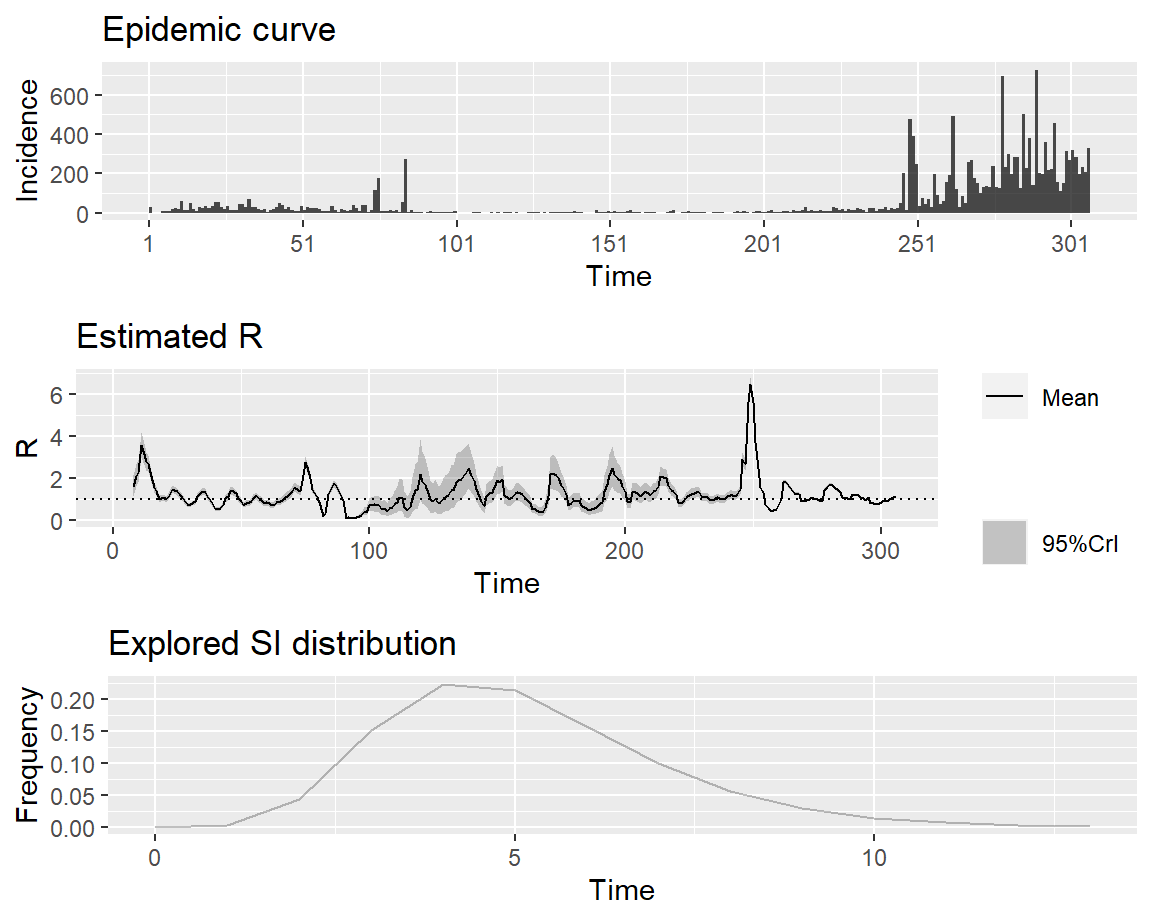 Epidemic curve
600
400
200
0
Incidence
1 51 101 151 201 251 301
Time
Estimated R
6
4
2
0
R
0 100 200 300
Time
Mean
95%CrI
Explored SI distribution
0.20
0.15
0.10
0.05
0.00
Frequency
0 5 10
Time